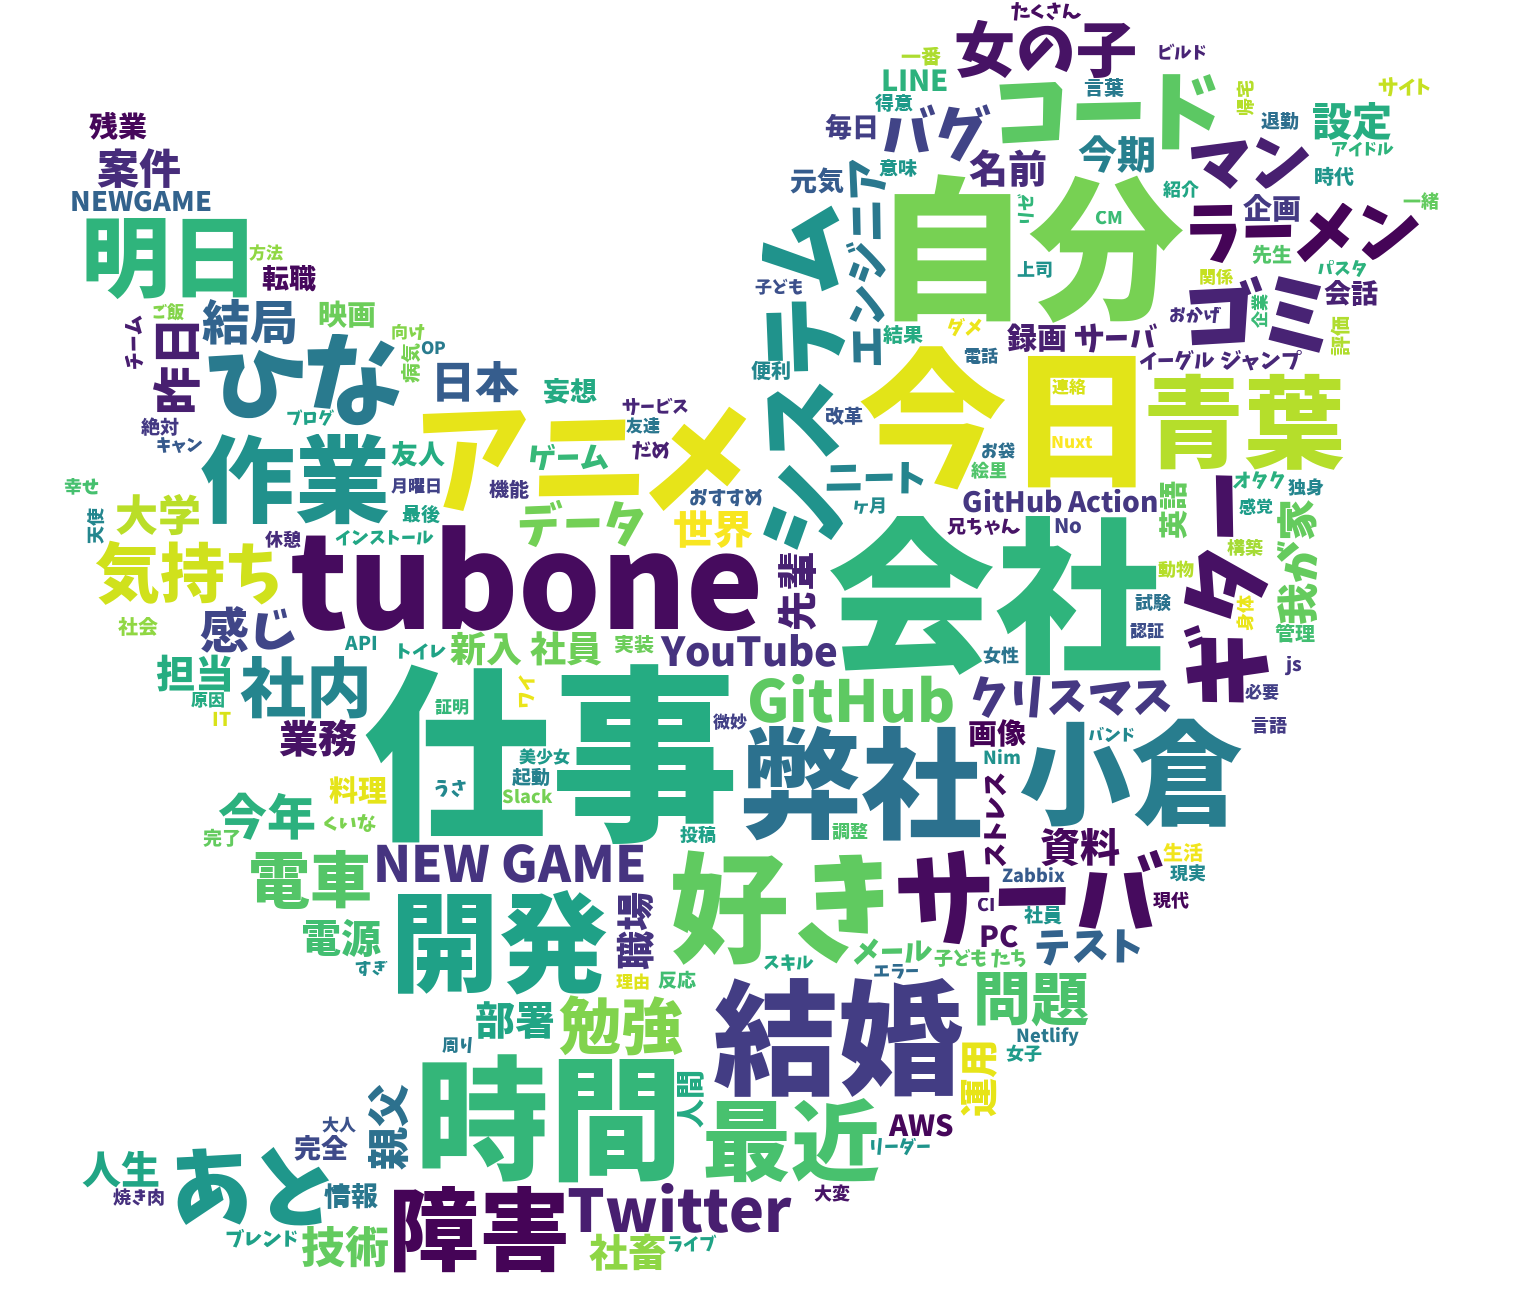 たくさん
女の子
ビルド
一番
LINE
コード
言葉
サイト
帰宅
得意
残業
毎日
バグ
退勤
設定
案件
名前
今期
マン
アイドル
NEWGAME
元気
エンジニア
意味
自分
紹介
時代
明日
システム
CM
企画
ラーメン
一緒
方法
転職
上司
先生
パスタ
関係
子ども
ゴミ
会話
ご飯
結局
映画
おかげ
企業
評価
チーム
昨日
向け
結果
ダメ
録画
サーバ
ひな
病気
OP
便利
電話
イーグル ジャンプ
日本
妄想
今日
連絡
青葉
サービス
ブログ
アニメ
改革
絶対
キャン
友達
作業
友人
ゲーム
だめ
お袋
Nuxt
ニート
絵里
幸せ
月曜日
機能
おすすめ
GitHub Action
英語
オタク
独身
ギター
大学
天使
最後
データ
世界
ケ月
兄ちゃん
No
感覚
我が家
休憩
インストール
気持ち
tubone
先輩
会社
構築
動物
社会
感じ
試験
身体
API
トイレ
新入 社員
実装
YouTube
認証
管理
担当
社内
女性
js
原因
仕事
ワイ
GitHub
クリスマス
必要
IT
証明
微妙
業務
弊社
画像
バンド
言語
美少女
Nim
小倉
料理
うさ
起動
Slack
ストレス
今年
くいな
完了
投稿
調整
資料
NEW GAME
生活
電車
好き
サーバ
Zabbix
現実
開発
職場
CI
社員
現代
電源
PC
テスト
すぎ
メール
子ども たち
スキル
エラー
理由
反応
問題
部署
勉強
結婚
Netlify
周り
女子
運用
時間
人間
親父
最近
大人
AWS
完全
リーダー
人生
あと
焼き肉
情報
障害
Twitter
大変
ブレンド
技術
社畜
ライブ